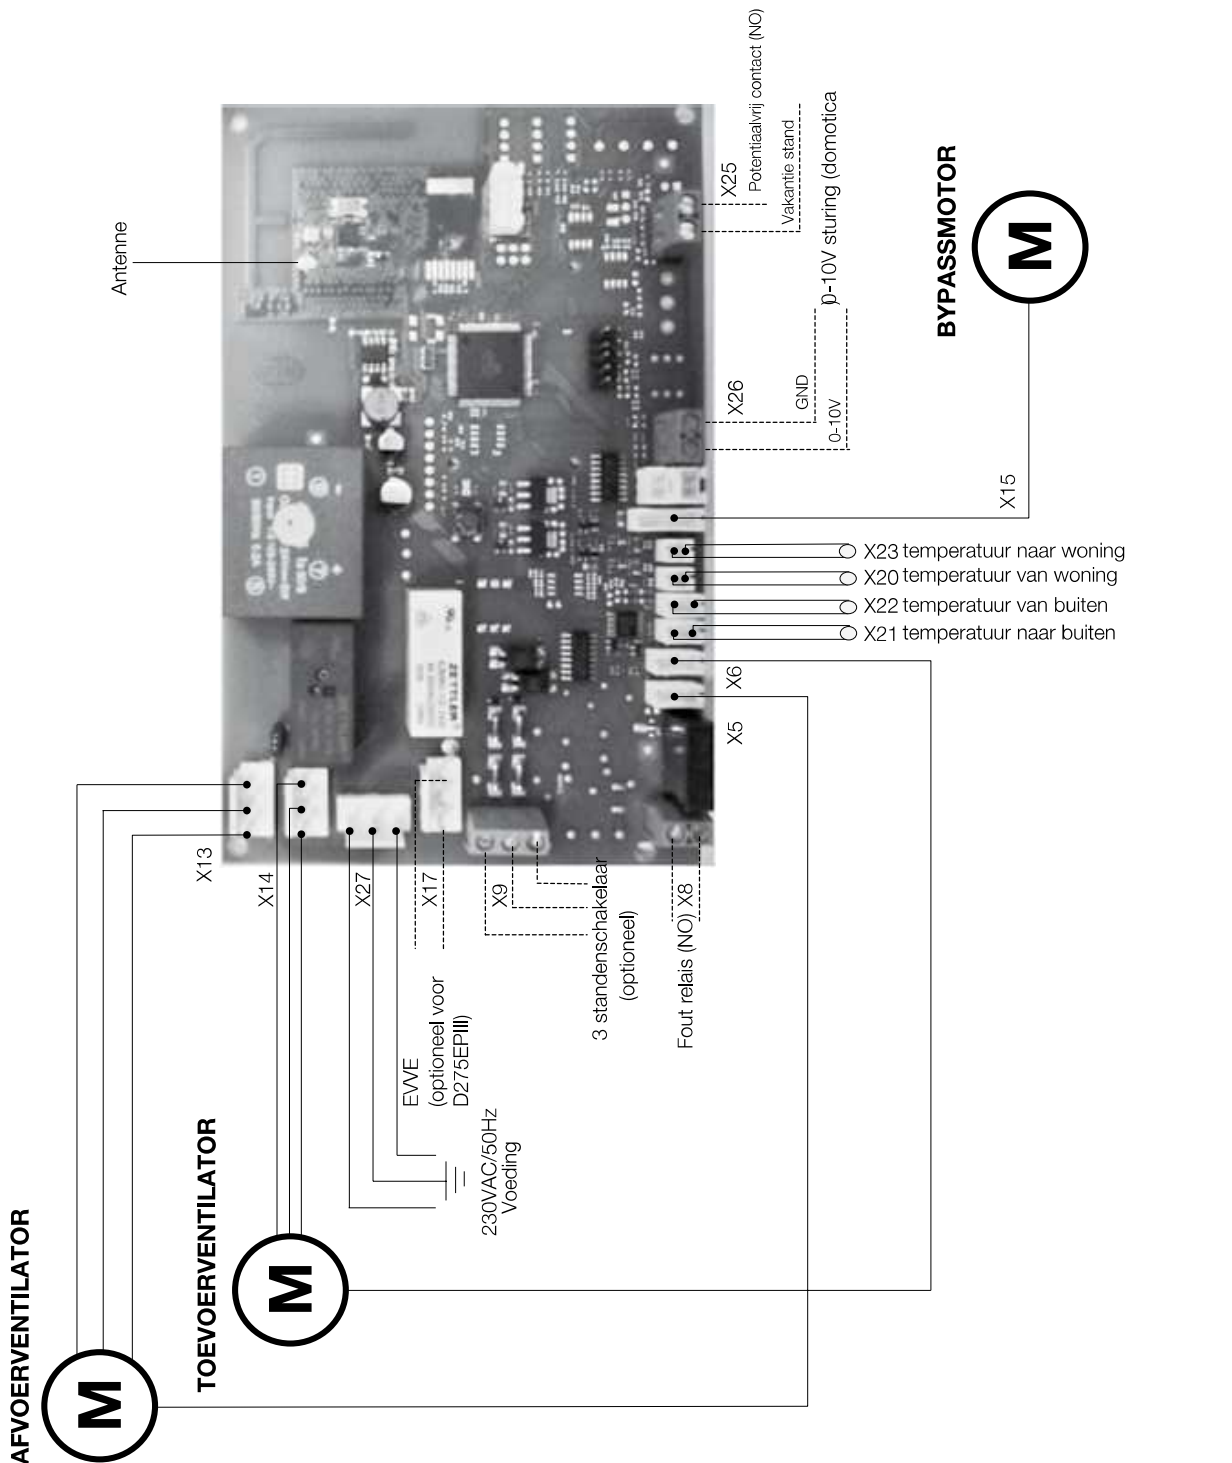 Antenne
X25
Potentiaalvrij contact (NO)
Vakantie stand
0-10V sturing (domotica)
X26
GND
0-10V
BYPASSMOTOR
M
X15
X23 temperatuur naar woning
X20 temperatuur van woning
X22 temperatuur van buiten
X21 temperatuur naar buiten
X6
X5
ZETTLER
X13
X14
X27
X17
X9
X8
EVVE
(optioneel voor
D275EPIII)
3 standenschakelaar
(optioneel)
Fout relais (NO)
230VAC/50Hz
Voeding
TOEVOERVENTILATOR
M
AFVOERVENTILATOR
M